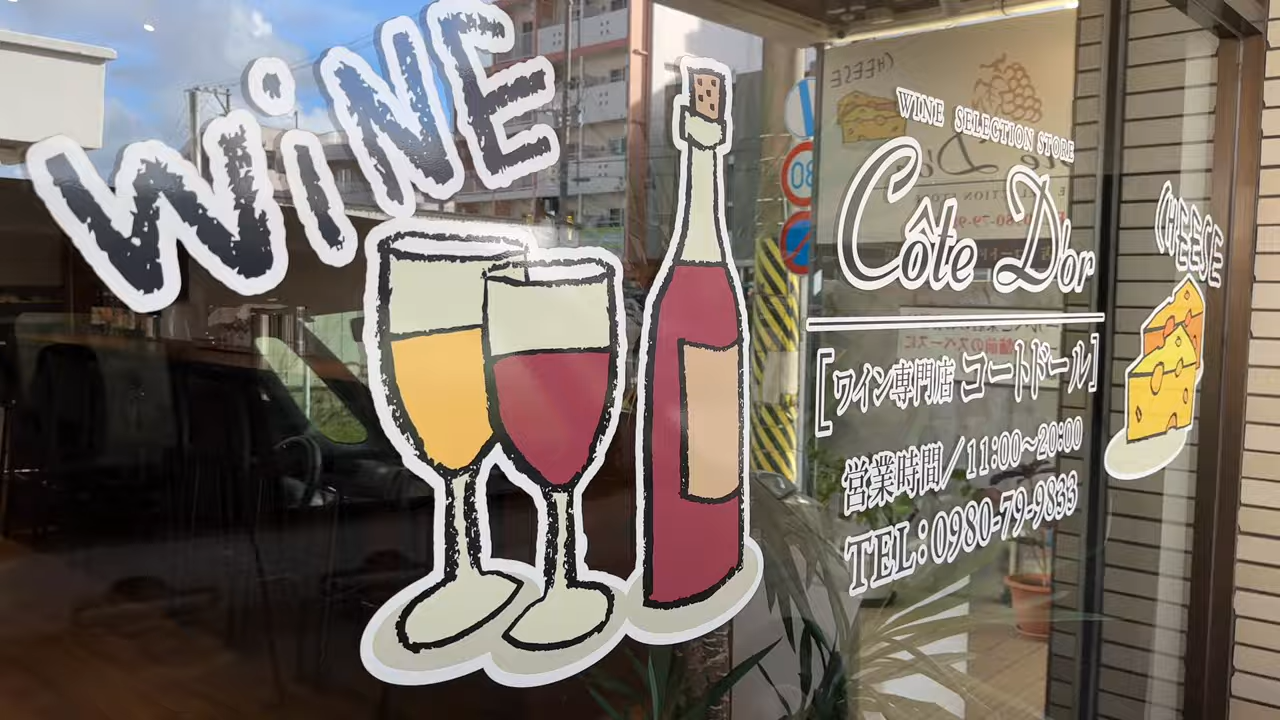 WiNE
WINE SELECTION STORE
Côte D'or
[ワイン専門店 コートドール]
営業時間/11:00~20:00
TEL:0980-79-9833
CHEESE
CHEESE